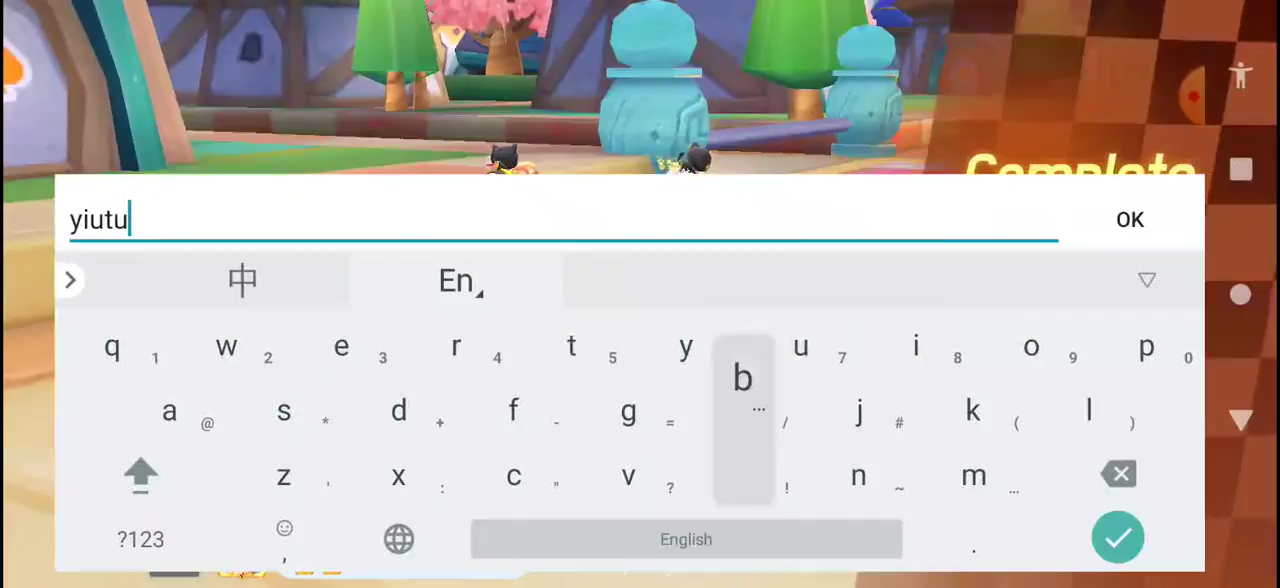 Complete
yiutu
OK
中 En
q 1 w 2 e 3 r 4 t 5 y u 7 i 8 o 9 p 0
b
a @ s * d + f - g = / j # k ( l )
z ' x : c " v ? ! n ~ m ...
?123 , English .